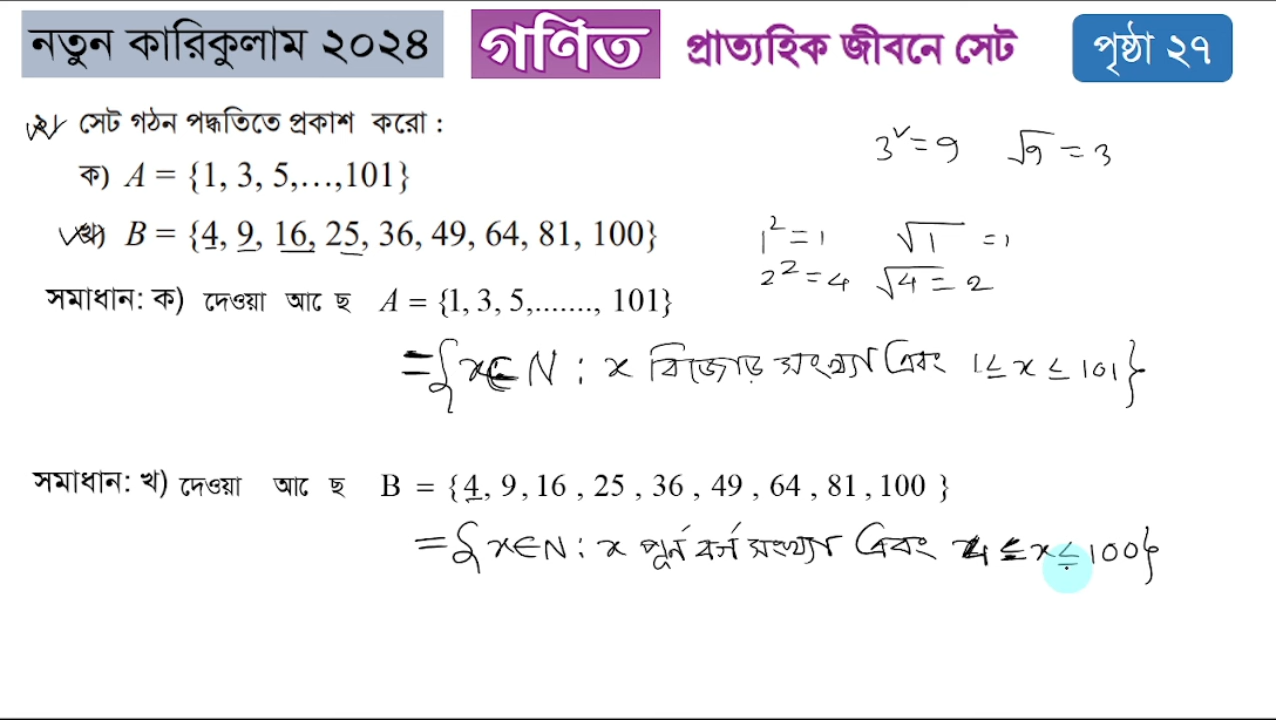 নতুন কারিকুলাম ২০২৪ গণিত প্রাত্যহিক জীবনে সেট পৃষ্ঠা ২৭
২। সেট গঠন পদ্ধতিতে প্রকাশ করো :
3² = 9 √9 = 3
ক) A = {1, 3, 5,...,101}
খ) B = {4, 9, 16, 25, 36, 49, 64, 81, 100}
1² = 1 √1 = 1
2² = 4 √4 = 2
সমাধান: ক) দেওয়া আছে A = {1, 3, 5,......., 101}
= {x∈N : x বিজোড় সংখ্যা এবং 1 ≤ x ≤ 101}
সমাধান: খ) দেওয়া আছে B = {4, 9, 16 , 25 , 36 , 49 , 64 , 81 , 100 }
= {x∈N : x পূর্ন বর্গ সংখ্যা এবং 4 ≤ x ≤ 100}